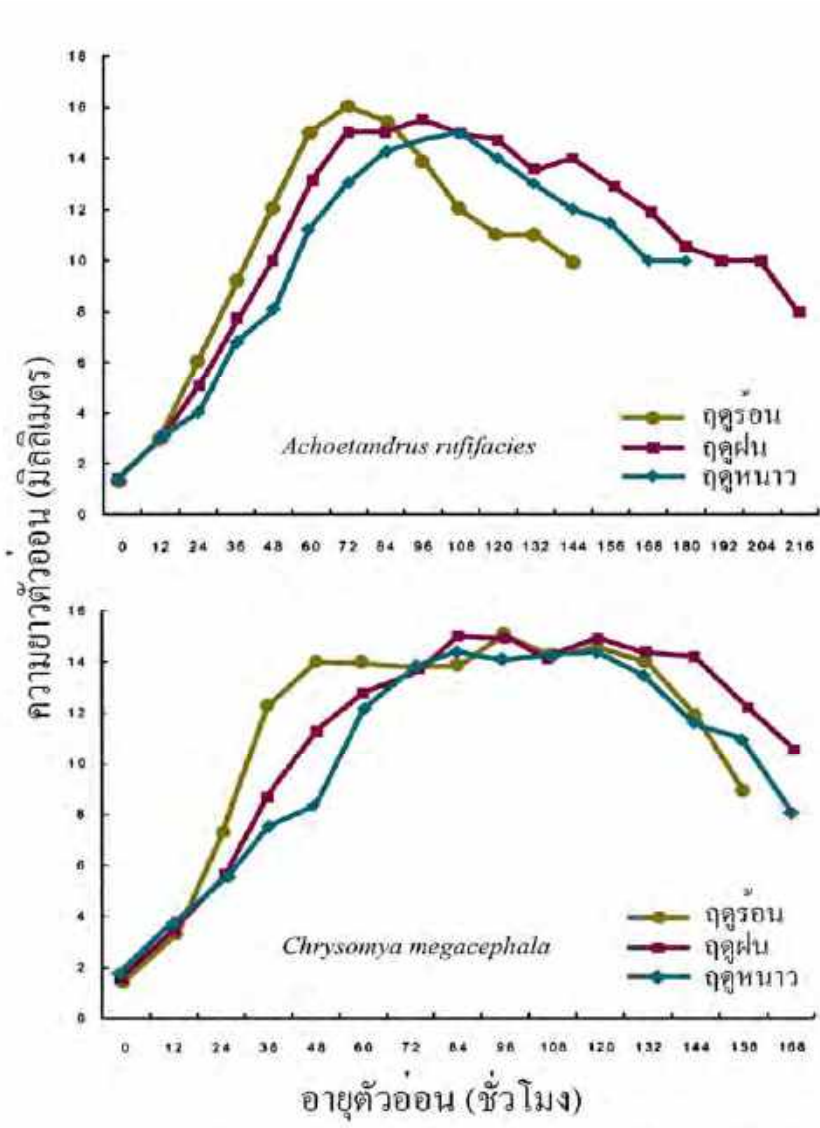 ความยาวตัวอ่อน (มิลลิเมตร)
18
16
14
12
10
8
6
4
2
0
Achoetandrus rufifacies
ฤดูร้อน
ฤดูฝน
ฤดูหนาว
0 12 24 36 48 60 72 84 96 108 120 132 144 156 168 180 192 204 216
16
14
12
10
8
6
4
2
0
Chrysomya megacephala
ฤดูร้อน
ฤดูฝน
ฤดูหนาว
0 12 24 36 48 60 72 84 96 108 120 132 144 156 168
อายุตัวอ่อน (ชั่วโมง)